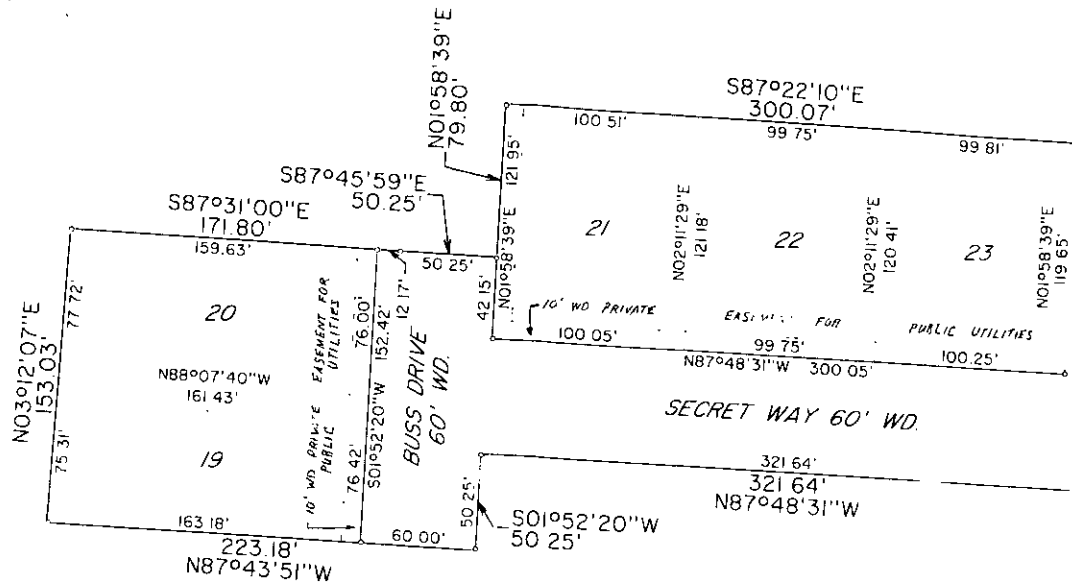 N01°58'39"E
79.80'
S87°22'10"E
300.07'
100 51'
99 75'
99 81'
S87°45'59"E
50.25'
121 95'
S87°31'00"E
171.80'
159.63'
50 25'
12.17'
42 15'
N01°58'39"E
21
N02°11'29"E
121 18'
22
N02°11'29"E
120 41'
23
N01°58'39"E
119 65'
N03°12'07"E
153.03'
77 72'
20
10' WD PRIVATE EASEMENT FOR
PUBLIC UTILITIES
76.00'
152.42'
S01°52'20"W
10' WD PRIVATE
FOR
PUBLIC UTILITIES
100 05'
99 75'
100.25'
N87°48'31"W 300 05'
N88°07'40"W
161 43'
BUSS DRIVE
60' WD.
SECRET WAY 60' WD.
75 31'
19
76 42'
321 64'
321 64'
N87°48'31"W
50 25'
S01°52'20"W
50 25'
163.18'
60 00'
223.18'
N87°43'51"W